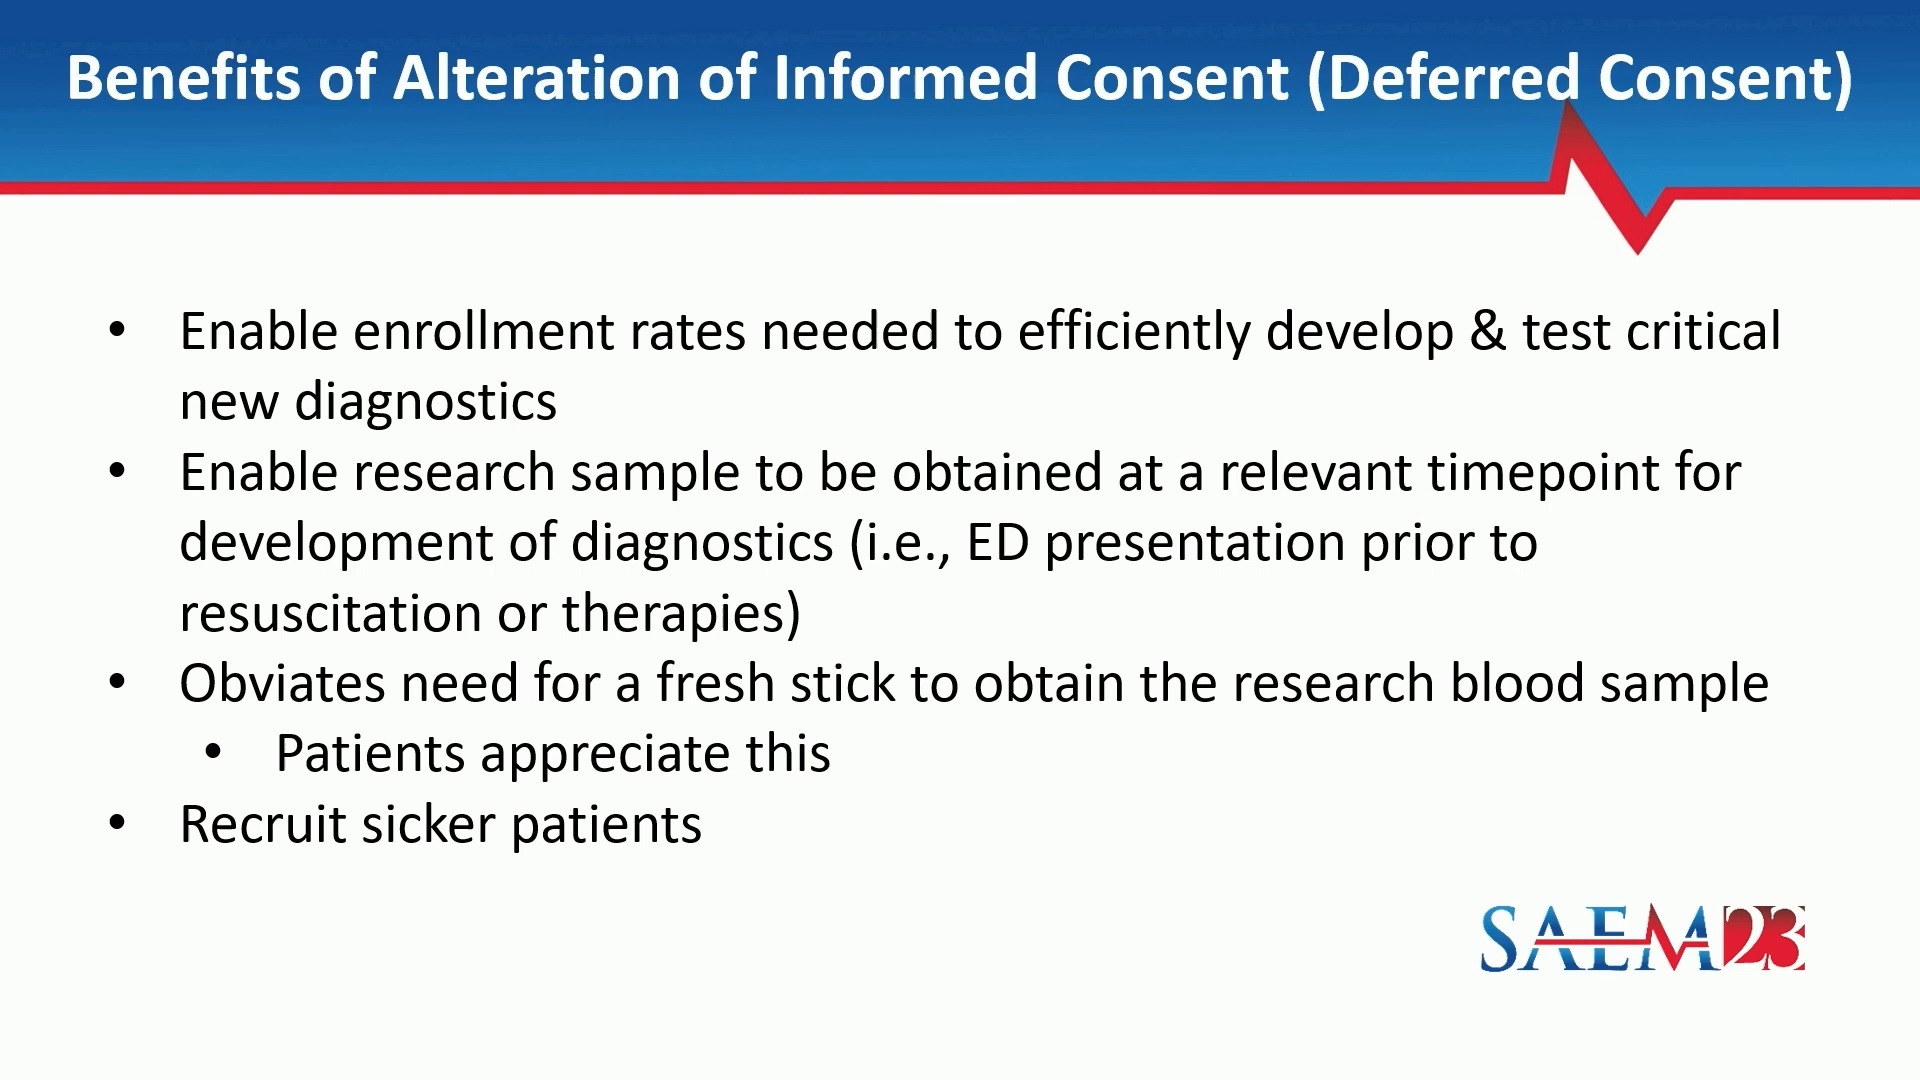 Benefits of Alteration of Informed Consent (Deferred Consent)
• Enable enrollment rates needed to efficiently develop & test critical
new diagnostics
• Enable research sample to be obtained at a relevant timepoint for
development of diagnostics (i.e., ED presentation prior to
resuscitation or therapies)
• Obviates need for a fresh stick to obtain the research blood sample
• Patients appreciate this
• Recruit sicker patients
SAEM23